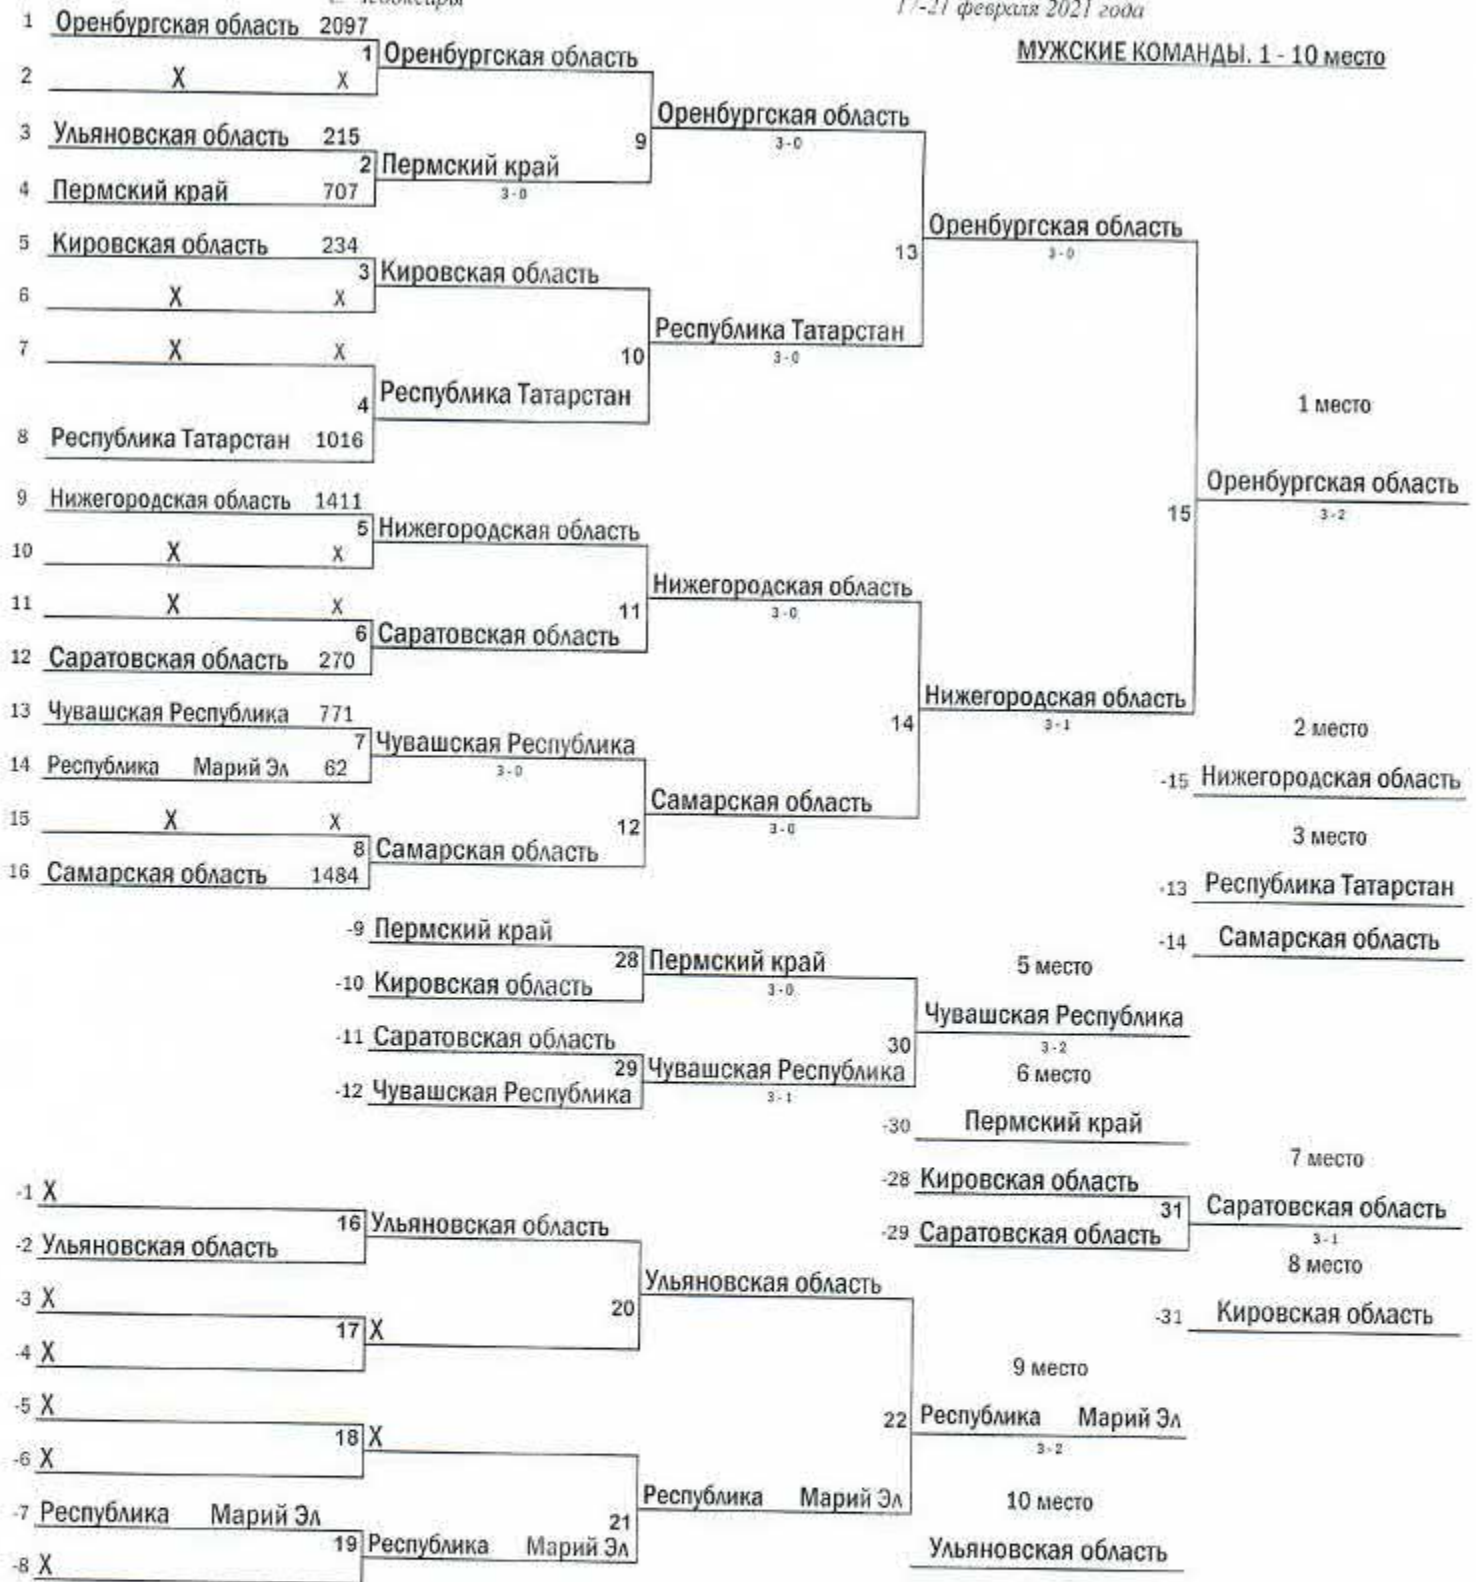 17-21 февраля 2021 года
МУЖСКИЕ КОМАНДЫ. 1 - 10 место
1 Оренбургская область 2097
1 Оренбургская область
2 X X
Оренбургская область
9 3-0
3 Ульяновская область 215
2 Пермский край
3-0
4 Пермский край 707
Оренбургская область
13 3-0
5 Кировская область 234
3 Кировская область
6 X X
Республика Татарстан
10 3-0
7 X X
4 Республика Татарстан
8 Республика Татарстан 1016
1 место
Оренбургская область
15 3-2
9 Нижегородская область 1411
5 Нижегородская область
10 X X
Нижегородская область
11 3-0
11 X X
6 Саратовская область
12 Саратовская область 270
Нижегородская область
14 3-1
13 Чувашская Республика 771
7 Чувашская Республика
3-0
14 Республика Марий Эл 62
Самарская область
12 3-0
15 X X
8 Самарская область
16 Самарская область 1484
2 место
-15 Нижегородская область
3 место
-13 Республика Татарстан
-14 Самарская область
-9 Пермский край
28 Пермский край
3-0
-10 Кировская область
5 место
Чувашская Республика
30 3-2
-11 Саратовская область
29 Чувашская Республика
3-1
-12 Чувашская Республика
6 место
-30 Пермский край
7 место
-28 Кировская область
31 Саратовская область
3-1
-29 Саратовская область
8 место
-31 Кировская область
-1 X
16 Ульяновская область
-2 Ульяновская область
Ульяновская область
20
-3 X
17 X
-4 X
9 место
22 Республика Марий Эл
3-2
-5 X
18 X
-6 X
Республика Марий Эл
21
10 место
Ульяновская область
-7 Республика Марий Эл
19 Республика Марий Эл
-8 X